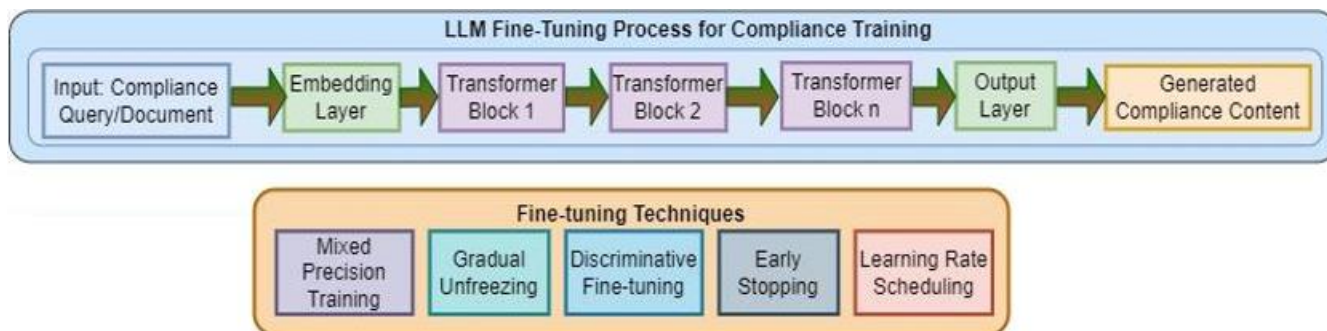 LLM Fine-Tuning Process for Compliance Training
Input: Compliance
Query/Document
Embedding
Layer
Transformer
Block 1
Transformer
Block 2
Transformer
Block n
Output
Layer
Generated
Compliance Content
Fine-tuning Techniques
Mixed
Precision
Training
Gradual
Unfreezing
Discriminative
Fine-tuning
Early
Stopping
Learning Rate
Scheduling